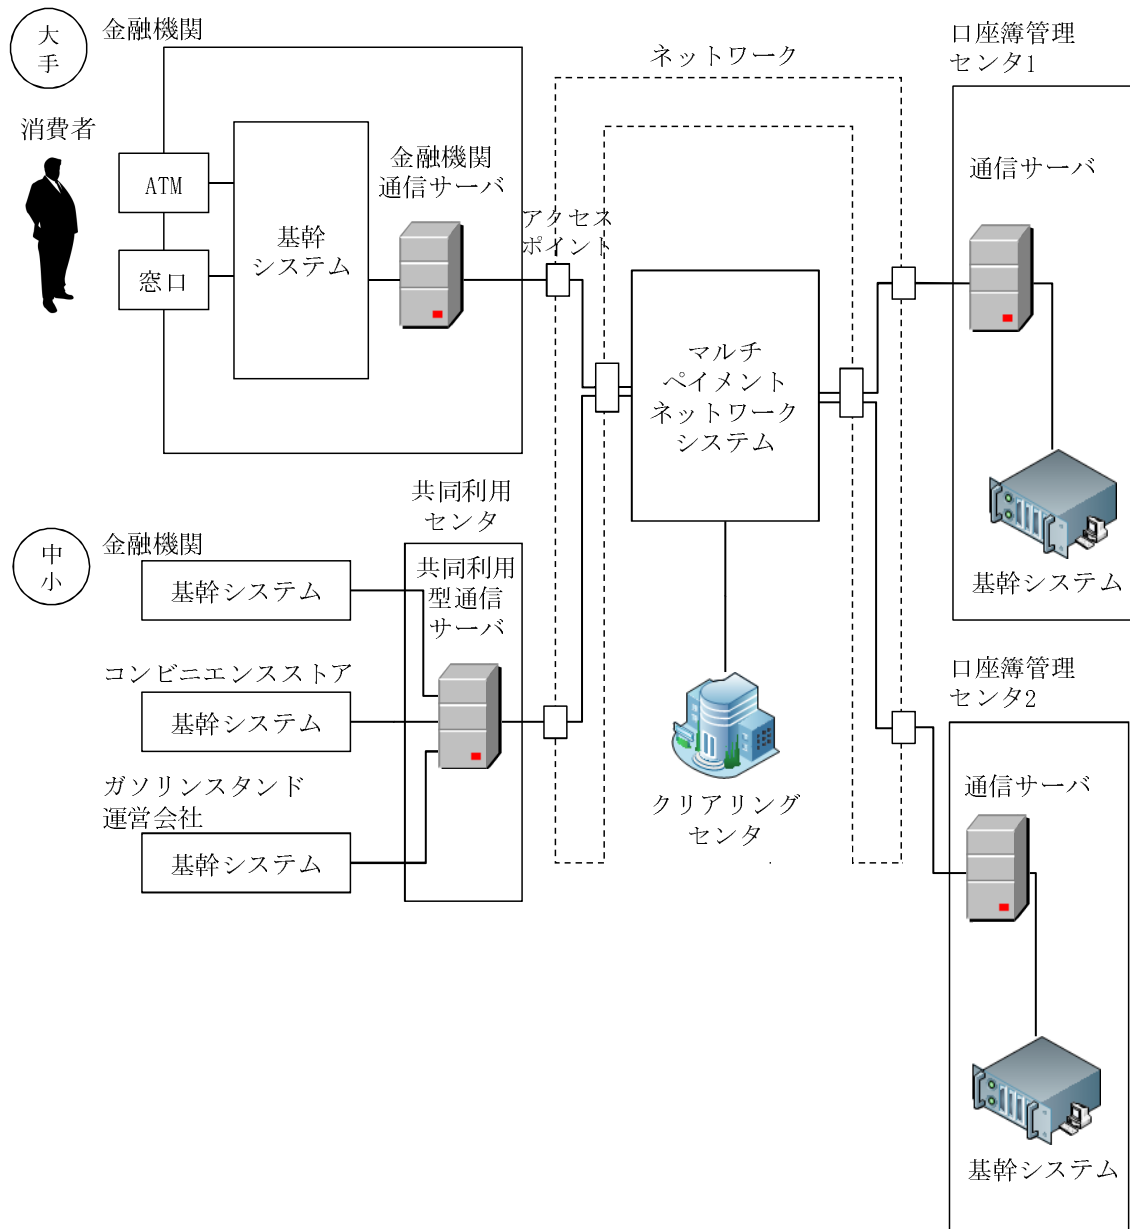 大
手
金融機関
消費者
ATM
窓口
基幹
システム
金融機関
通信サーバ
アクセス
ポイント
ネットワーク
マルチ
ペイメント
ネットワーク
システム
口座簿管理
センタ1
通信サーバ
基幹システム
中
小
金融機関
基幹システム
コンビニエンスストア
基幹システム
ガソリンスタンド
運営会社
基幹システム
共同利用
センタ
共同利用
型通信
サーバ
クリアリング
センタ
口座簿管理
センタ2
通信サーバ
基幹システム